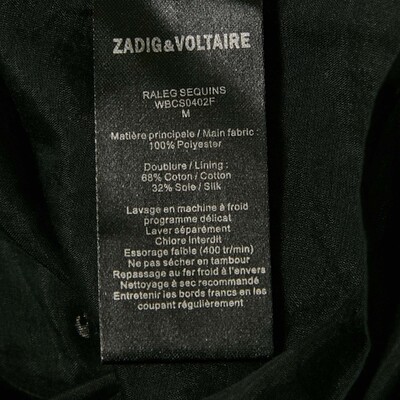 ZADIG&VOLTAIRE
RALEG SEQUINS
WBCS0402F
M
Matière principale / Main fabric :
100% Polyester
Doublure / Lining :
68% Coton / Cotton
32% Soie / Silk
Lavage en machine à froid
programme délicat
Laver séparément
Chlore interdit
Essorage faible (400 tr/min)
Ne pas sécher en tambour
Repassage au fer froid à l'envers
Nettoyage à sec recommandé
Entretenir les bords francs en les
coupant régulièrement